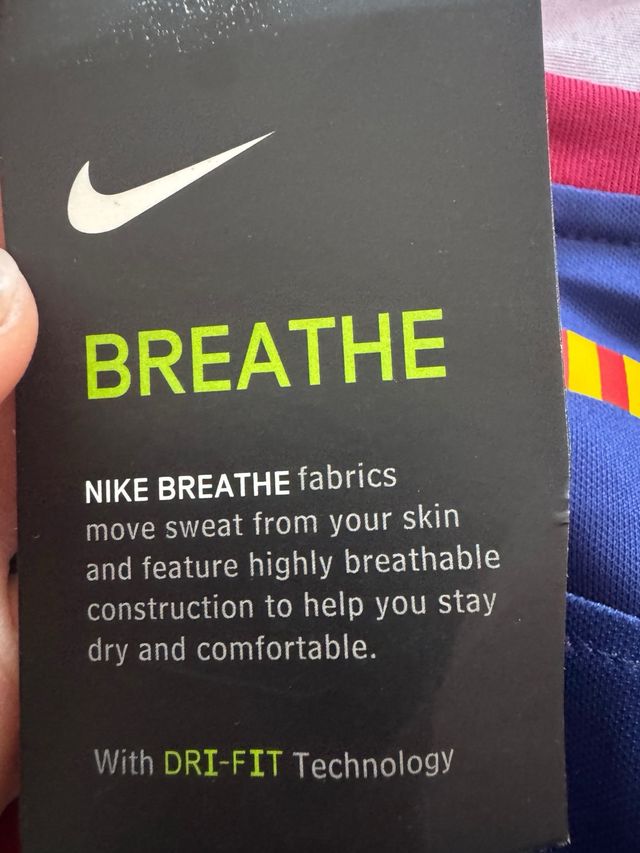 BREATHE
NIKE BREATHE fabrics
move sweat from your skin
and feature highly breathable
construction to help you stay
dry and comfortable.
With DRI-FIT Technology